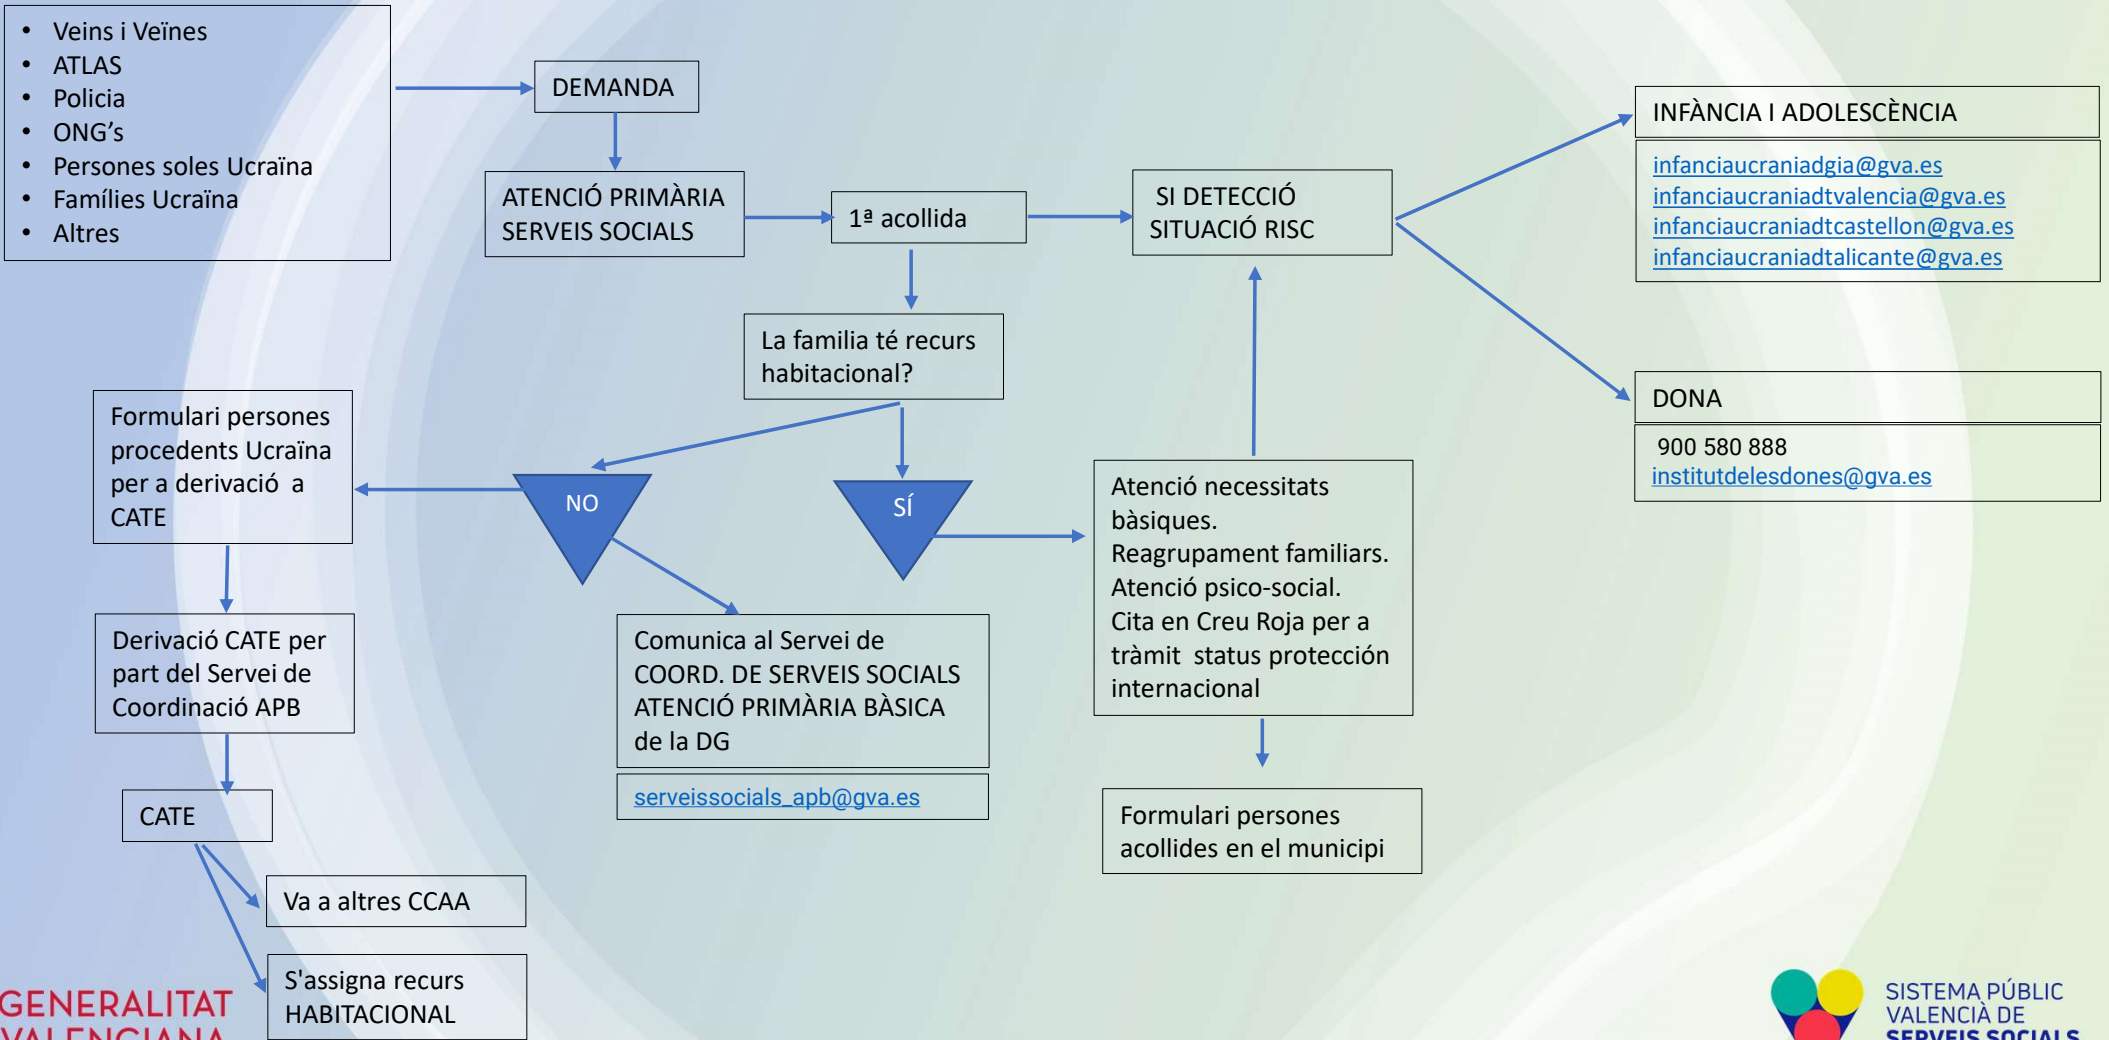 • Veins i Veïnes
• ATLAS
• Policia
• ONG's
• Persones soles Ucraïna
• Famílies Ucraïna
• Altres
DEMANDA
ATENCIÓ PRIMÀRIA
SERVEIS SOCIALS
1ª acollida
SI DETECCIÓ
SITUACIÓ RISC
INFÀNCIA I ADOLESCÈNCIA
infanciaucraniadgia@gva.es
infanciaucraniadtvalencia@gva.es
infanciaucraniadtcastellon@gva.es
infanciaucraniadtalicante@gva.es
La familia té recurs
habitacional?
DONA
900 580 888
institutdelesdones@gva.es
Formulari persones
procedents Ucraïna
per a derivació a
CATE
NO
SÍ
Atenció necessitats
bàsiques.
Reagrupament familiars.
Atenció psico-social.
Cita en Creu Roja per a
tràmit status protección
internacional
Derivació CATE per
part del Servei de
Coordinació APB
Comunica al Servei de
COORD. DE SERVEIS SOCIALS
ATENCIÓ PRIMÀRIA BÀSICA
de la DG
serveissocials_apb@gva.es
CATE
Formulari persones
acollides en el municipi
Va a altres CCAA
S'assigna recurs
HABITACIONAL
GENERALITAT
VALENCIANA
SISTEMA PÚBLIC
VALENCIÀ DE
SERVEIS SOCIALS